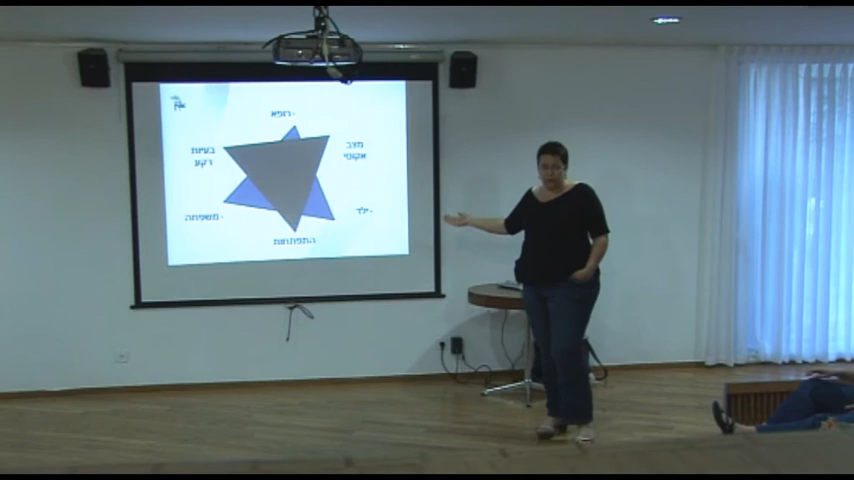 רופא -
בעיות
רקע
מצב
אקוטי
משפחה -
ילד -
התפתחות